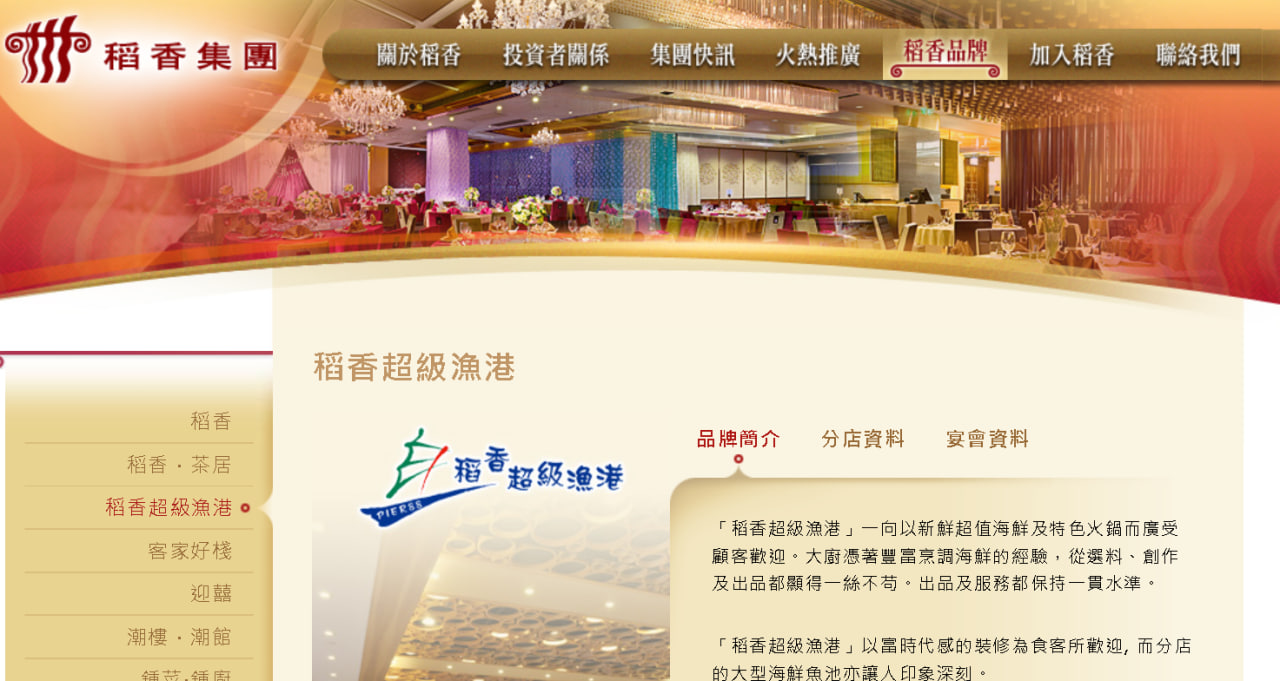 稻香集團
關於稻香 投資者關係 集團快訊 火熱推廣 稻香品牌 加入稻香 聯絡我們
稻香超級漁港
稻香
稻香．茶居
稻香超級漁港
客家好棧
迎囍
潮樓．潮館
鍾菜·鍾廚
稻香超級漁港
PIERSS
品牌簡介 分店資料 宴會資料
「稻香超級漁港」一向以新鮮超值海鮮及特色火鍋而廣受
顧客歡迎。大廚憑著豐富烹調海鮮的經驗，從選料、創作
及出品都顯得一絲不苟。出品及服務都保持一貫水準。
「稻香超級漁港」以富時代感的裝修為食客所歡迎, 而分店
的大型海鮮魚池亦讓人印象深刻。